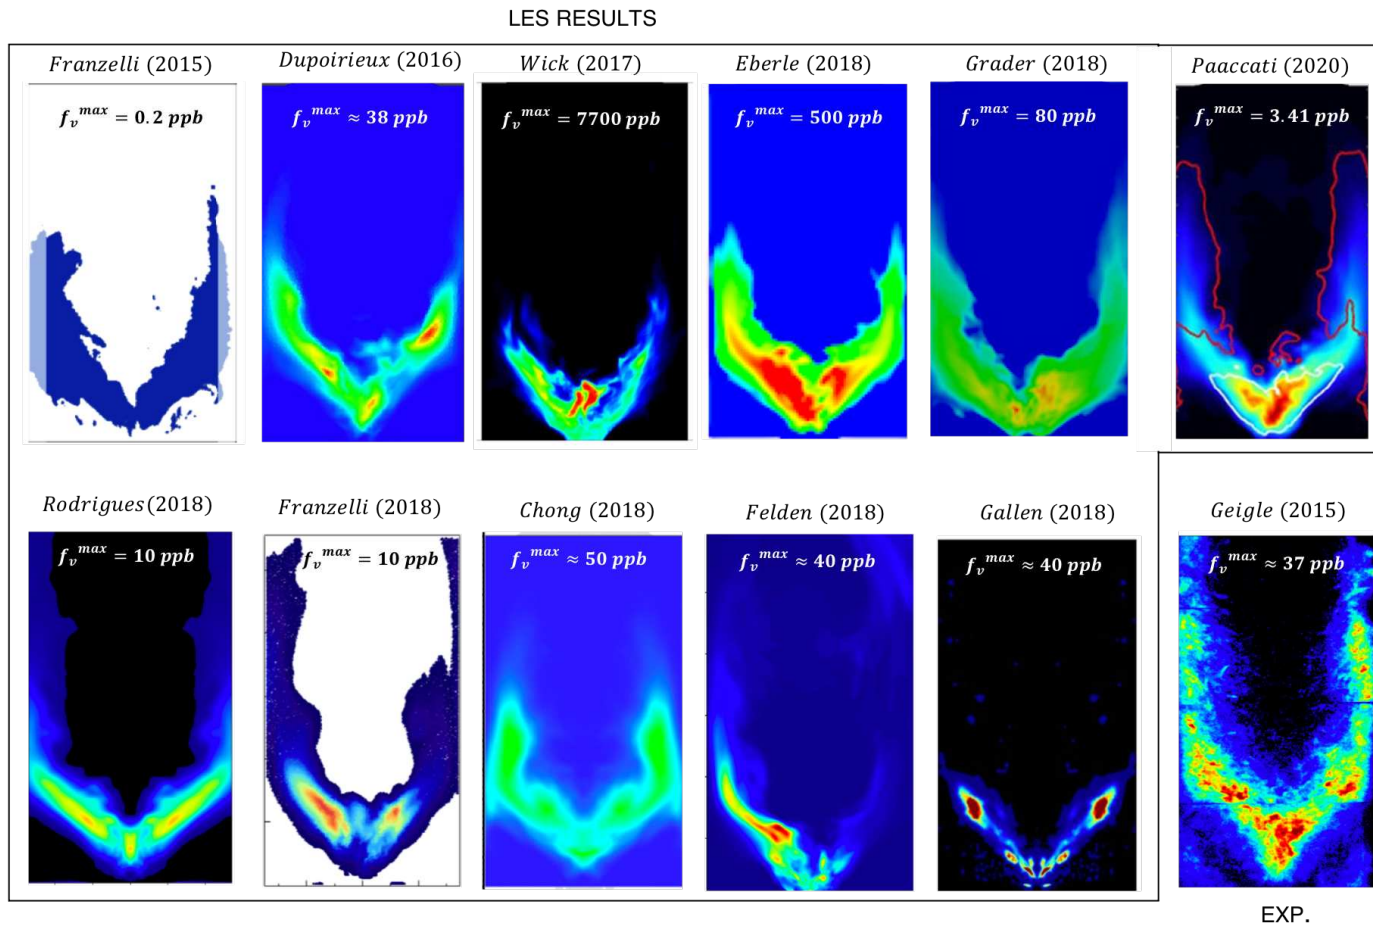 LES RESULTS
Franzelli (2015)
Dupoirieux (2016)
Wick (2017)
Eberle (2018)
Grader (2018)
Paaccati (2020)
f_v^max = 0.2 ppb
f_v^max ≈ 38 ppb
f_v^max = 7700 ppb
f_v^max = 500 ppb
f_v^max = 80 ppb
f_v^max = 3.41 ppb
Rodrigues(2018)
Franzelli (2018)
Chong (2018)
Felden (2018)
Gallen (2018)
Geigle (2015)
f_v^max = 10 ppb
f_v^max = 10 ppb
f_v^max ≈ 50 ppb
f_v^max ≈ 40 ppb
f_v^max ≈ 40 ppb
f_v^max ≈ 37 ppb
EXP.